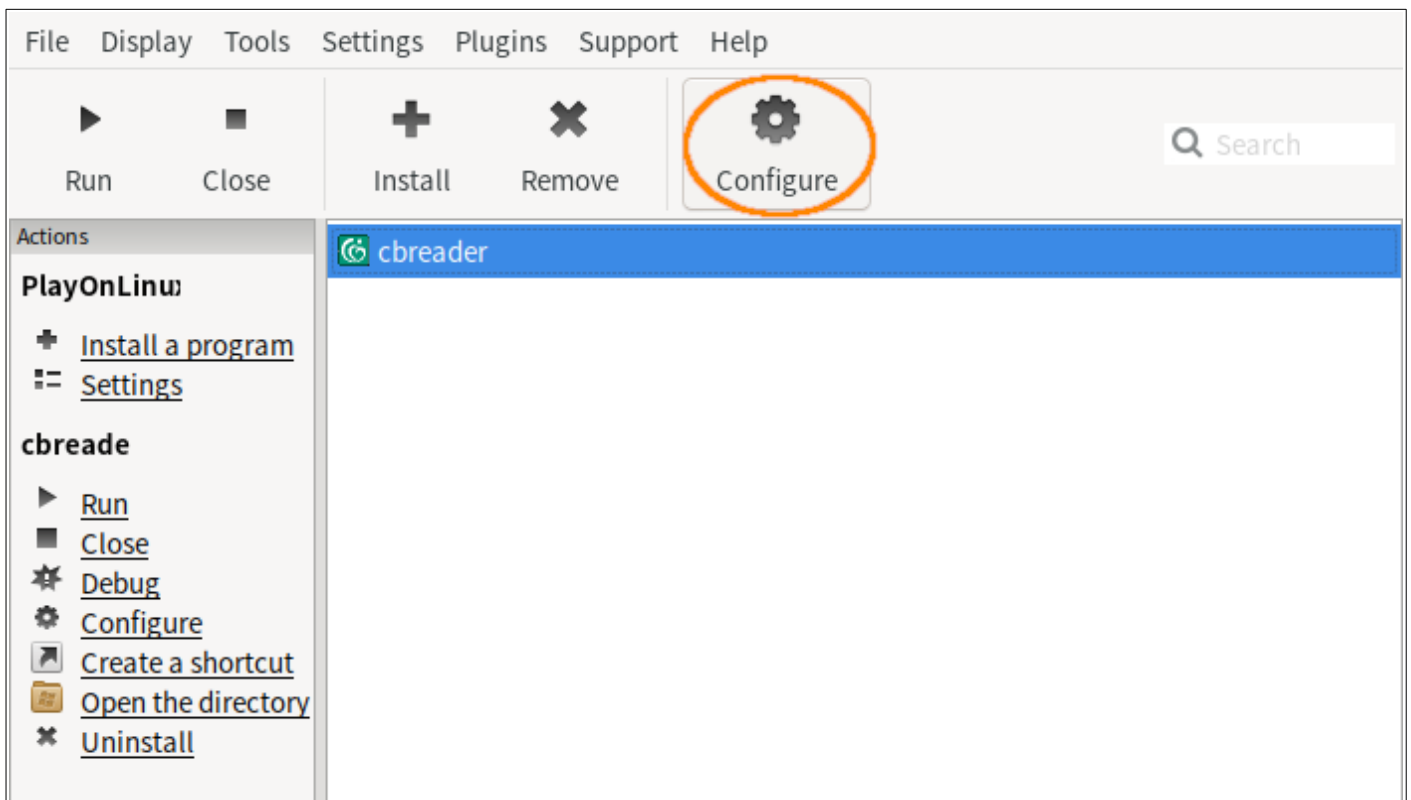 File Display Tools Settings Plugins Support Help
Run Close Install Remove Configure Search
Actions
PlayOnLinux
Install a program
Settings
cbreade
Run
Close
Debug
Configure
Create a shortcut
Open the directory
Uninstall
cbreader